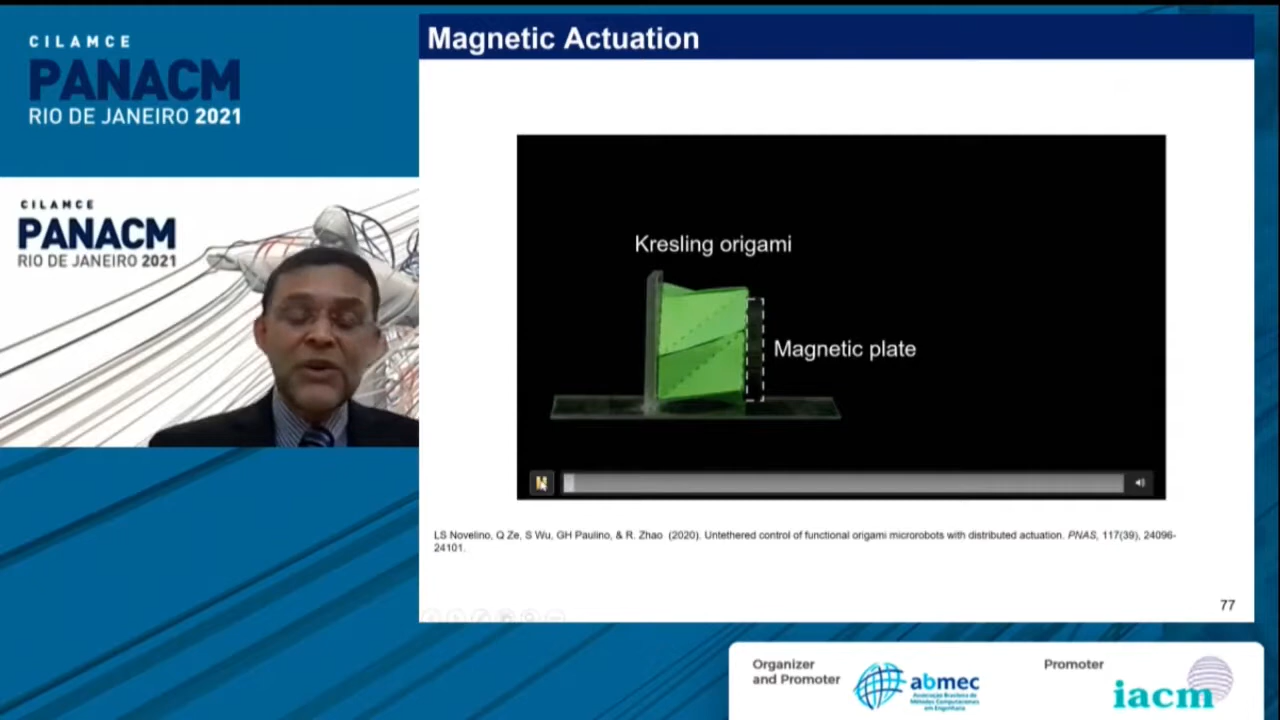 CILAMCE
PANACM
RIO DE JANEIRO 2021
CILAMCE
PANACM
RIO DE JANEIRO 2021
Magnetic Actuation
Kresling origami
Magnetic plate
LS Novelino, Q Ze, S Wu, GH Paulino, & R. Zhao (2020). Untethered control of functional origami microrobots with distributed actuation. PNAS, 117(39), 24096-
24101.
77
Organizer
and Promoter
abmec
Associação Brasileira de
Métodos Computacionais
em Engenharia
Promoter
iacm